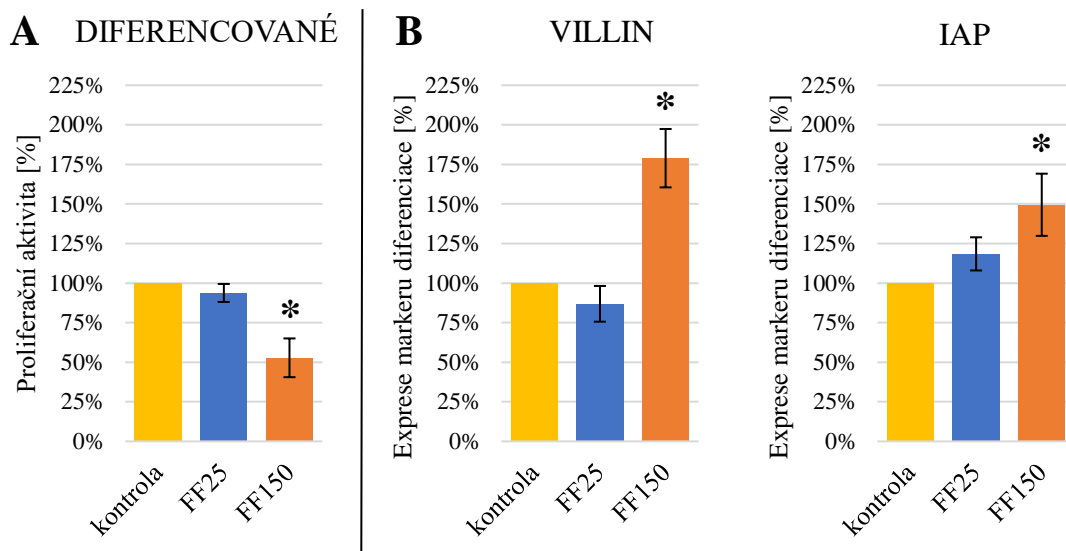 A DIFERENCOVANÉ
Proliferační aktivita [%]
225%
200%
175%
150%
125%
100%
75%
50%
25%
0%
*
kontrola
FF25
FF150
B VILLIN
Exprese markeru diferenciace [%]
225%
200%
175%
150%
125%
100%
75%
50%
25%
0%
*
kontrola
FF25
FF150
IAP
Exprese markeru diferenciace [%]
225%
200%
175%
150%
125%
100%
75%
50%
25%
0%
*
kontrola
FF25
FF150